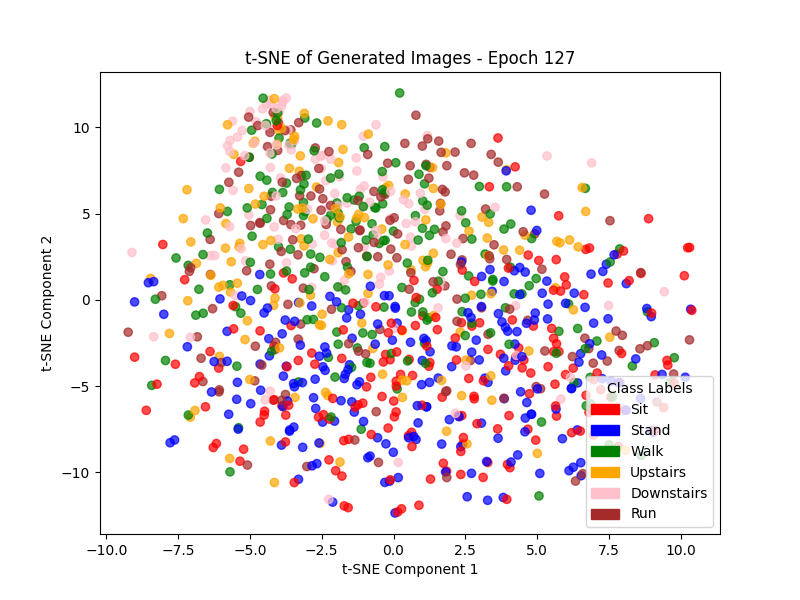 t-SNE of Generated Images - Epoch 127
t-SNE Component 2
10
5
0
−5
−10
−10.0 −7.5 −5.0 −2.5 0.0 2.5 5.0 7.5 10.0
t-SNE Component 1
Class Labels
Sit
Stand
Walk
Upstairs
Downstairs
Run